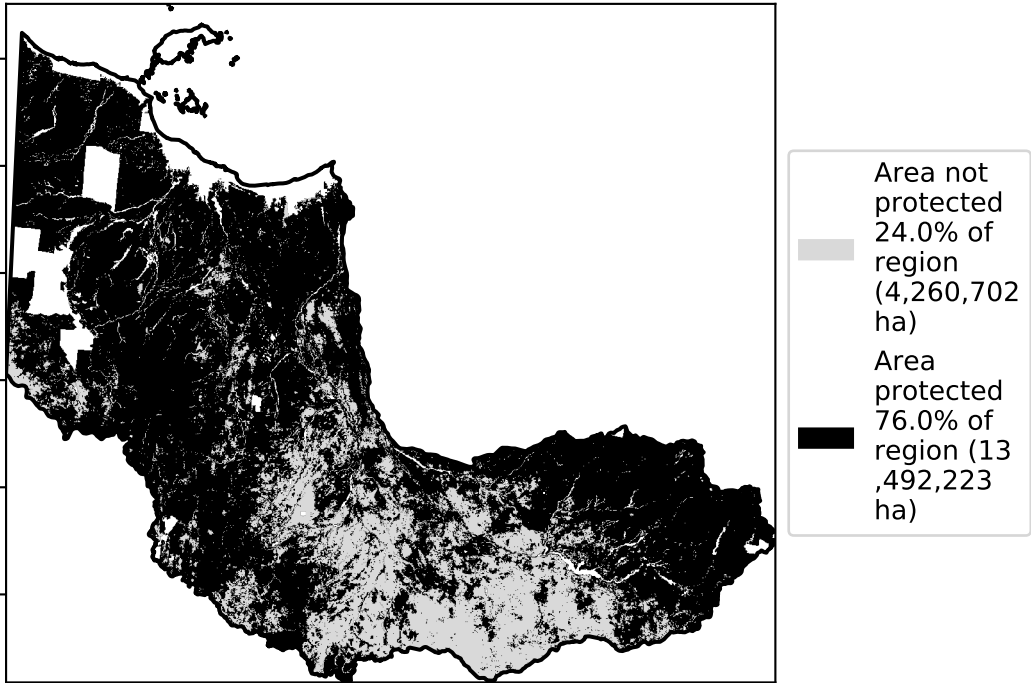 Area not
protected
24.0% of
region
(4,260,702
ha)
Area
protected
76.0% of
region (13
,492,223
ha)